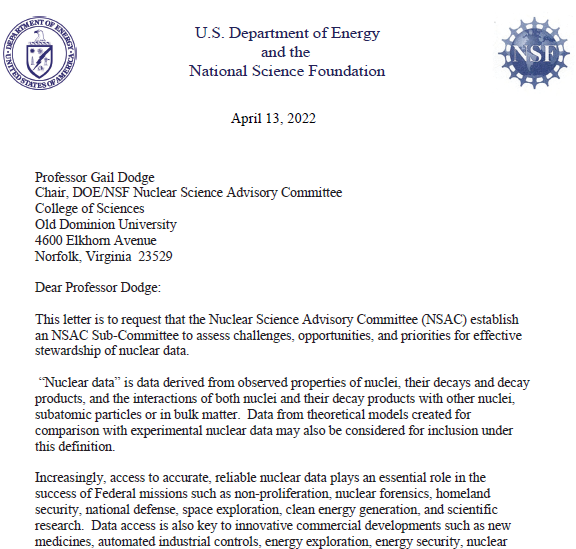 DEPARTMENT OF ENERGY
UNITED STATES OF AMERICA
U.S. Department of Energy
and the
National Science Foundation
NSF
April 13, 2022
Professor Gail Dodge
Chair, DOE/NSF Nuclear Science Advisory Committee
College of Sciences
Old Dominion University
4600 Elkhorn Avenue
Norfolk, Virginia  23529
Dear Professor Dodge:
This letter is to request that the Nuclear Science Advisory Committee (NSAC) establish
an NSAC Sub-Committee to assess challenges, opportunities, and priorities for effective
stewardship of nuclear data.
“Nuclear data” is data derived from observed properties of nuclei, their decays and decay
products, and the interactions of both nuclei and their decay products with other nuclei,
subatomic particles or in bulk matter.  Data from theoretical models created for
comparison with experimental nuclear data may also be considered for inclusion under
this definition.
Increasingly, access to accurate, reliable nuclear data plays an essential role in the
success of Federal missions such as non-proliferation, nuclear forensics, homeland
security, national defense, space exploration, clean energy generation, and scientific
research.  Data access is also key to innovative commercial developments such as new
medicines, automated industrial controls, energy exploration, energy security, nuclear